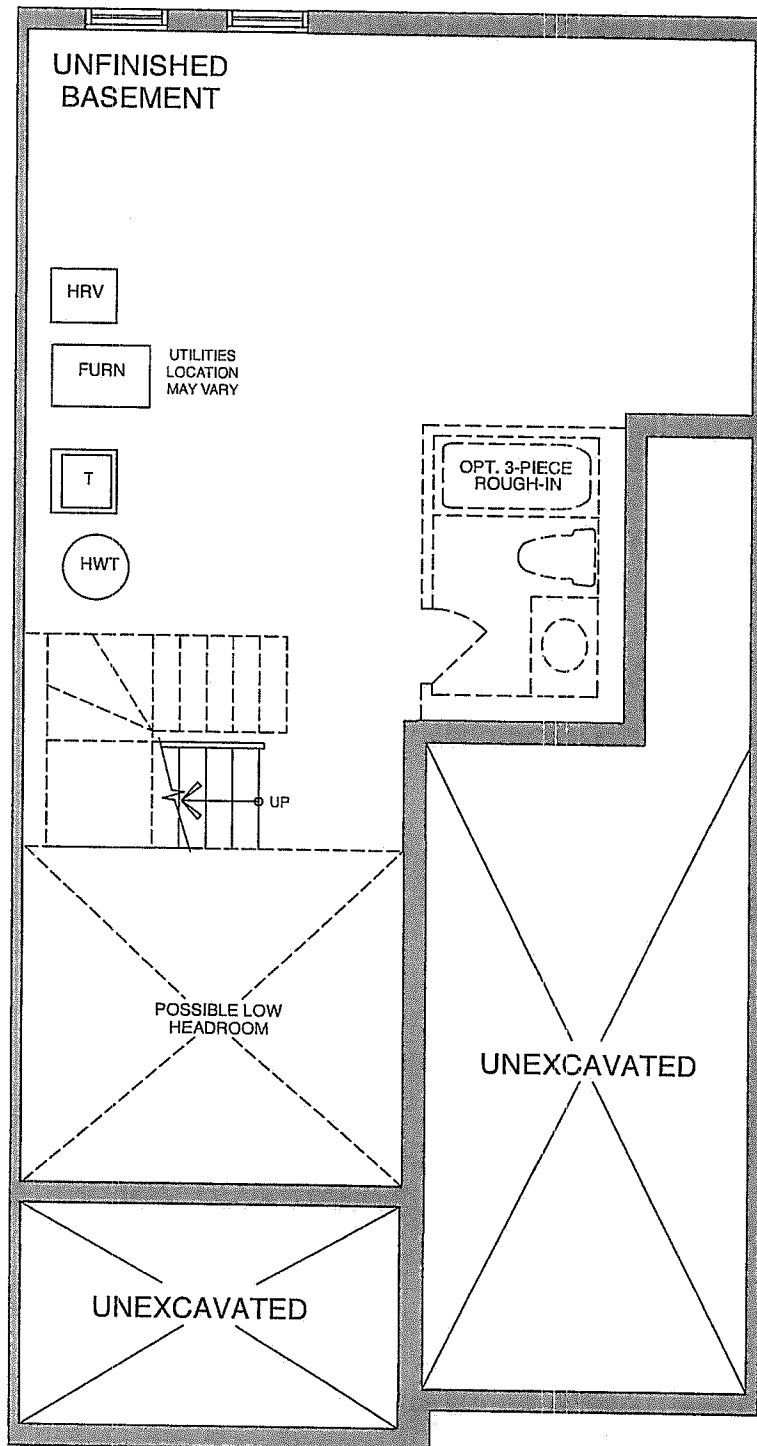 UNFINISHED
BASEMENT
HRV
FURN
UTILITIES
LOCATION
MAY VARY
T
OPT. 3-PIECE
ROUGH-IN
HWT
UP
POSSIBLE LOW
HEADROOM
UNEXCAVATED
UNEXCAVATED